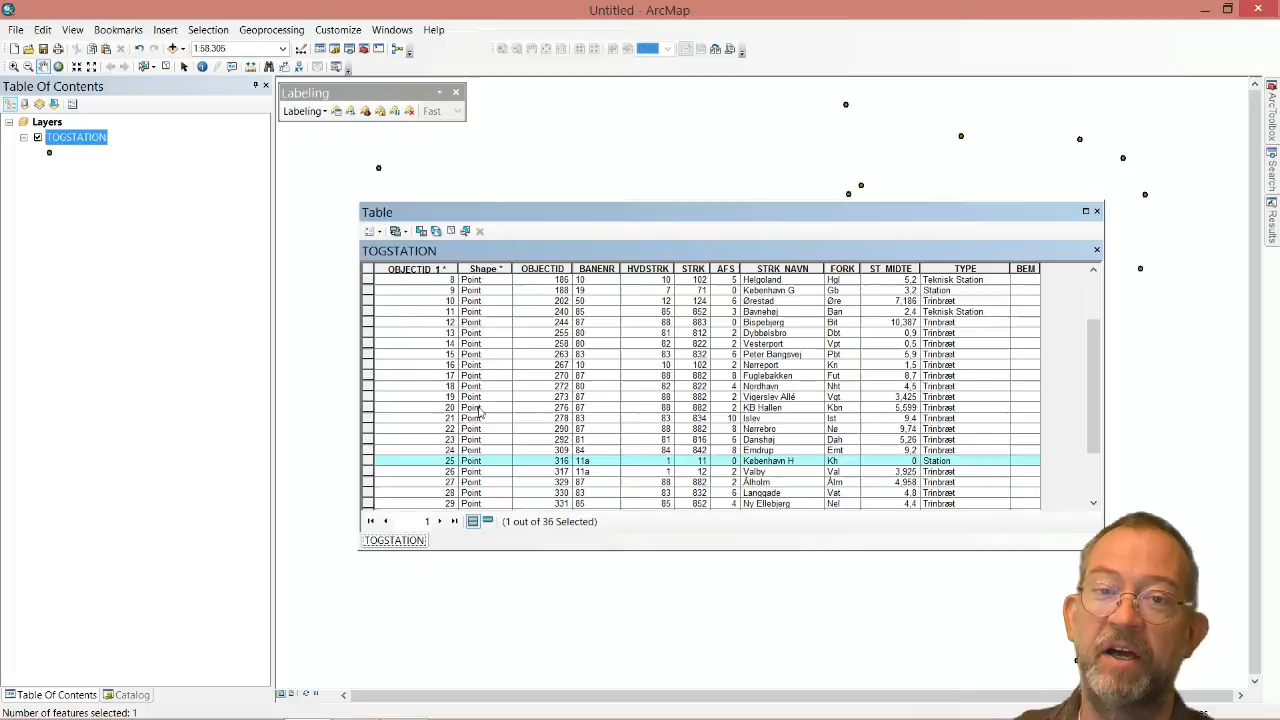 Untitled - ArcMap
File Edit View Bookmarks Insert Selection Geoprocessing Customize Windows Help
1:58.305
Table Of Contents
Labeling
Labeling Fast
Layers
TOGSTATION
ArcToolbox
Search
Results
Table
TOGSTATION
OBJECTID_1 * Shape * OBJECTID BANENR HVDSTRK STRK AFS STRK_NAVN FORK ST_MIDTE TYPE BEM
8 Point 186 10 10 102 5 Helgoland Hgl 5,2 Teknisk Station
9 Point 188 19 7 71 0 København G Gb 3,2 Station
10 Point 202 50 12 124 6 Ørestad Øre 7,186 Trinbræt
11 Point 240 85 85 852 3 Bavnehøj Ban 2,4 Teknisk Station
12 Point 244 87 88 883 0 Bispebjerg Bit 10,387 Trinbræt
13 Point 255 80 81 812 2 Dybbølsbro Dbt 0,9 Trinbræt
14 Point 258 80 82 822 2 Vesterport Vpt 0,5 Trinbræt
15 Point 263 83 83 832 6 Peter Bangsvej Pbt 5,9 Trinbræt
16 Point 267 10 10 102 2 Nørreport Kn 1,5 Trinbræt
17 Point 270 87 88 882 8 Fuglebakken Fut 8,7 Trinbræt
18 Point 272 80 82 822 4 Nordhavn Nht 4,5 Trinbræt
19 Point 273 87 88 882 2 Vigerslev Allé Vgt 3,425 Trinbræt
20 Point 276 87 88 882 2 KB Hallen Kbn 5,599 Trinbræt
21 Point 278 83 83 834 10 Islev Ist 9,4 Trinbræt
22 Point 290 87 88 882 8 Nørrebro Nø 9,74 Trinbræt
23 Point 292 81 81 816 6 Danshøj Dah 5,26 Trinbræt
24 Point 309 84 84 842 8 Emdrup Emt 9,2 Trinbræt
25 Point 316 11a 1 11 0 København H Kh 0 Station
26 Point 317 11a 1 12 2 Valby Val 3,925 Trinbræt
27 Point 329 87 88 882 2 Ålholm Ålm 4,958 Trinbræt
28 Point 330 83 83 832 6 Langgade Vat 4,8 Trinbræt
29 Point 331 85 85 852 4 Ny Ellebjerg Nel 4,4 Trinbræt
1 (1 out of 36 Selected)
TOGSTATION
Table Of Contents Catalog
Number of features selected: 1